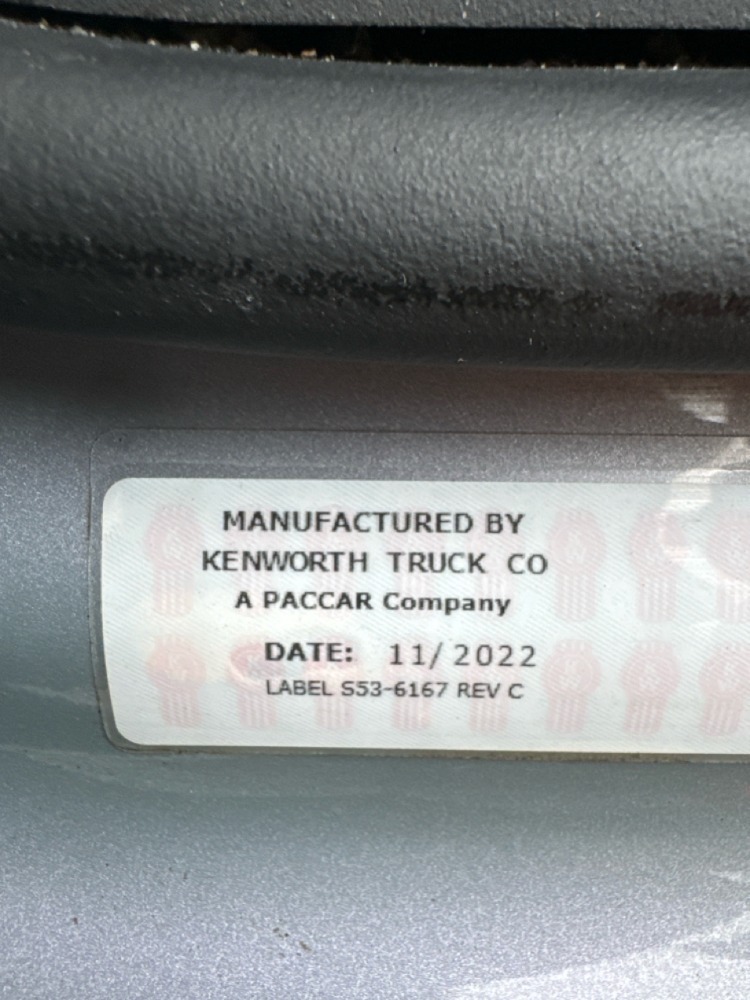 MANUFACTURED BY
KENWORTH TRUCK CO
A PACCAR Company
DATE: 11/2022
LABEL S53-6167 REV C